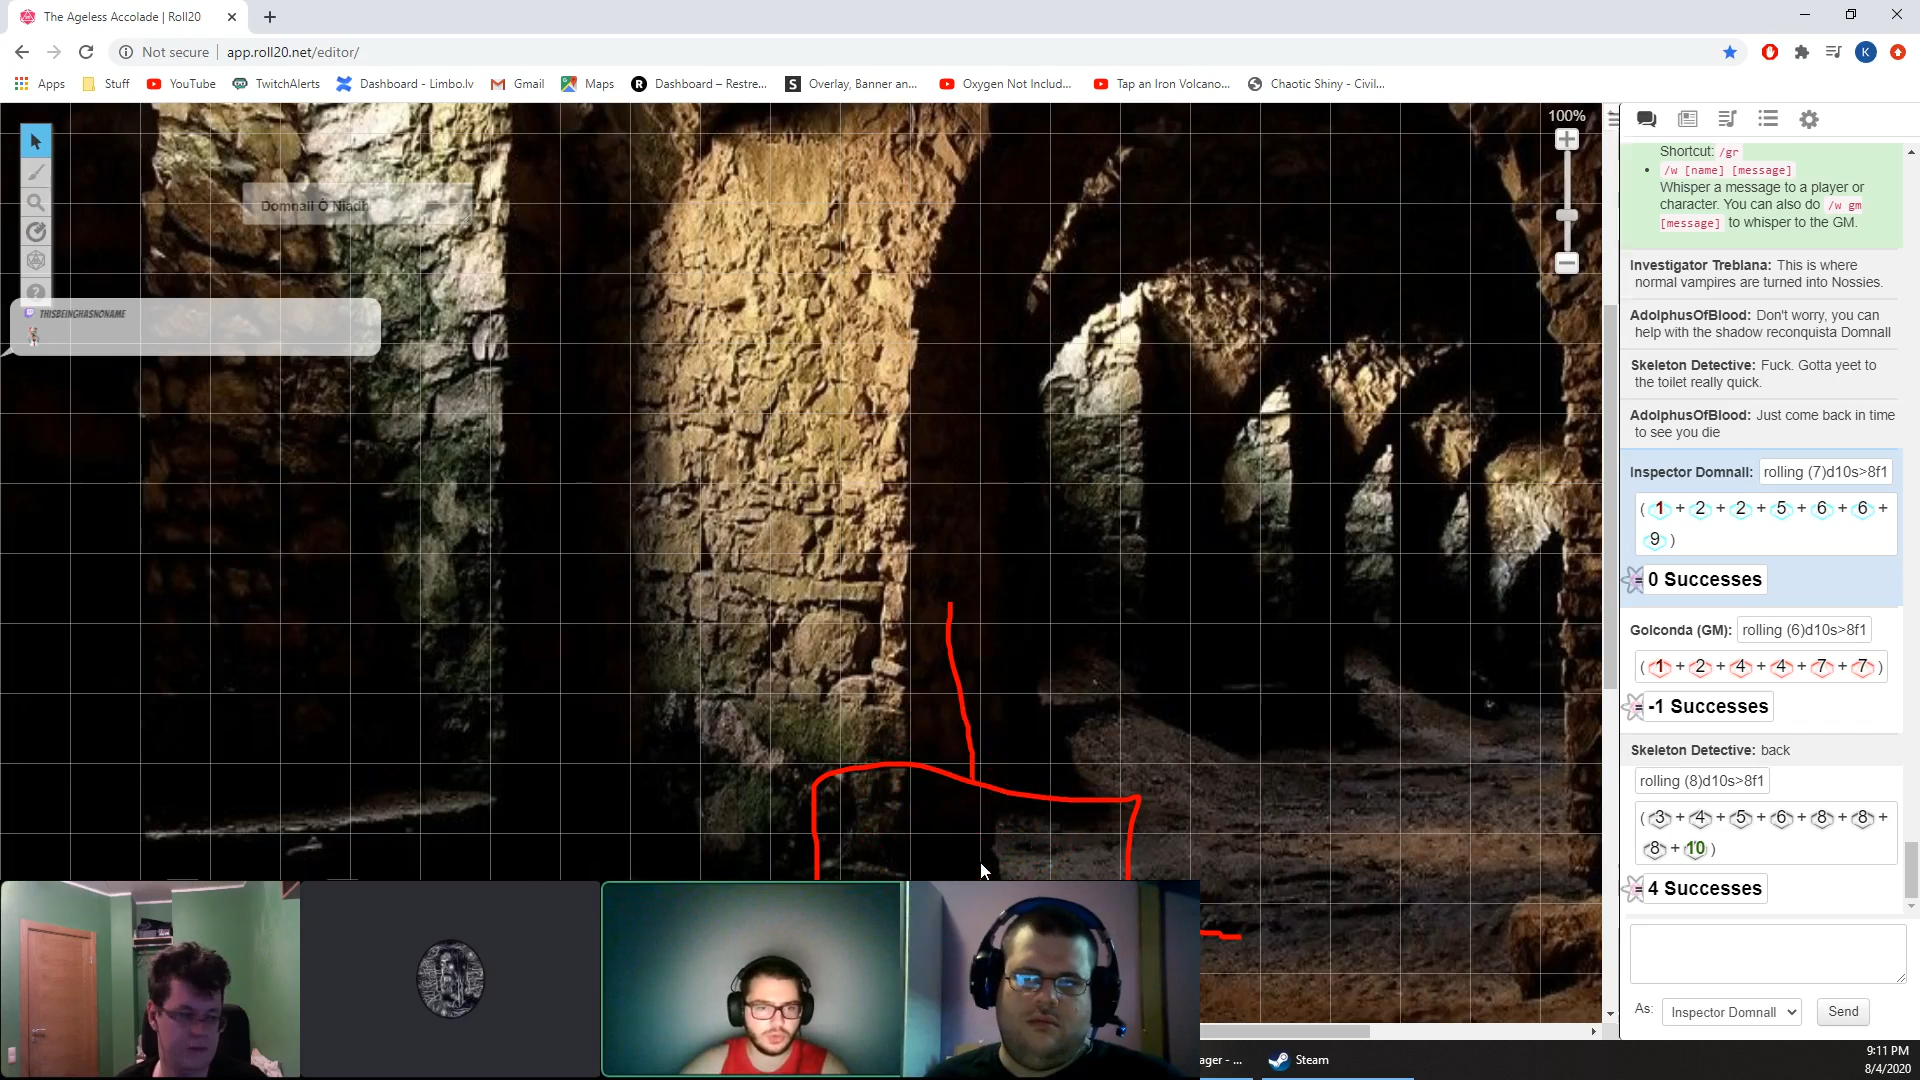 The Ageless Accolade | Roll20
Not secure
app.roll20.net/editor/
K
Apps
Stuff
YouTube
TwitchAlerts
Dashboard - Limbo.lv
Gmail
Maps
Dashboard – Restre...
Overlay, Banner an...
Oxygen Not Includ...
Tap an Iron Volcano...
Chaotic Shiny - Civil...
100%
Domnall Ó Niadh
THISBEINGHASNONAME
Shortcut: /gr
• /w [name] [message]
Whisper a message to a player or
character. You can also do /w gm
[message] to whisper to the GM.
Investigator Treblana: This is where
normal vampires are turned into Nossies.
AdolphusOfBlood: Don't worry, you can
help with the shadow reconquista Domnall
Skeleton Detective: Fuck. Gotta yeet to
the toilet really quick.
AdolphusOfBlood: Just come back in time
to see you die
Inspector Domnall: rolling (7)d10s>8f1
(1 + 2 + 2 + 5 + 6 + 6 +
9)
= 0 Successes
Golconda (GM): rolling (6)d10s>8f1
(1 + 2 + 4 + 4 + 7 + 7)
= -1 Successes
Skeleton Detective: back
rolling (8)d10s>8f1
(3 + 4 + 5 + 6 + 8 + 8 +
8 + 10)
= 4 Successes
As: Inspector Domnall
Send
ager - ...
Steam
9:11 PM
8/4/2020